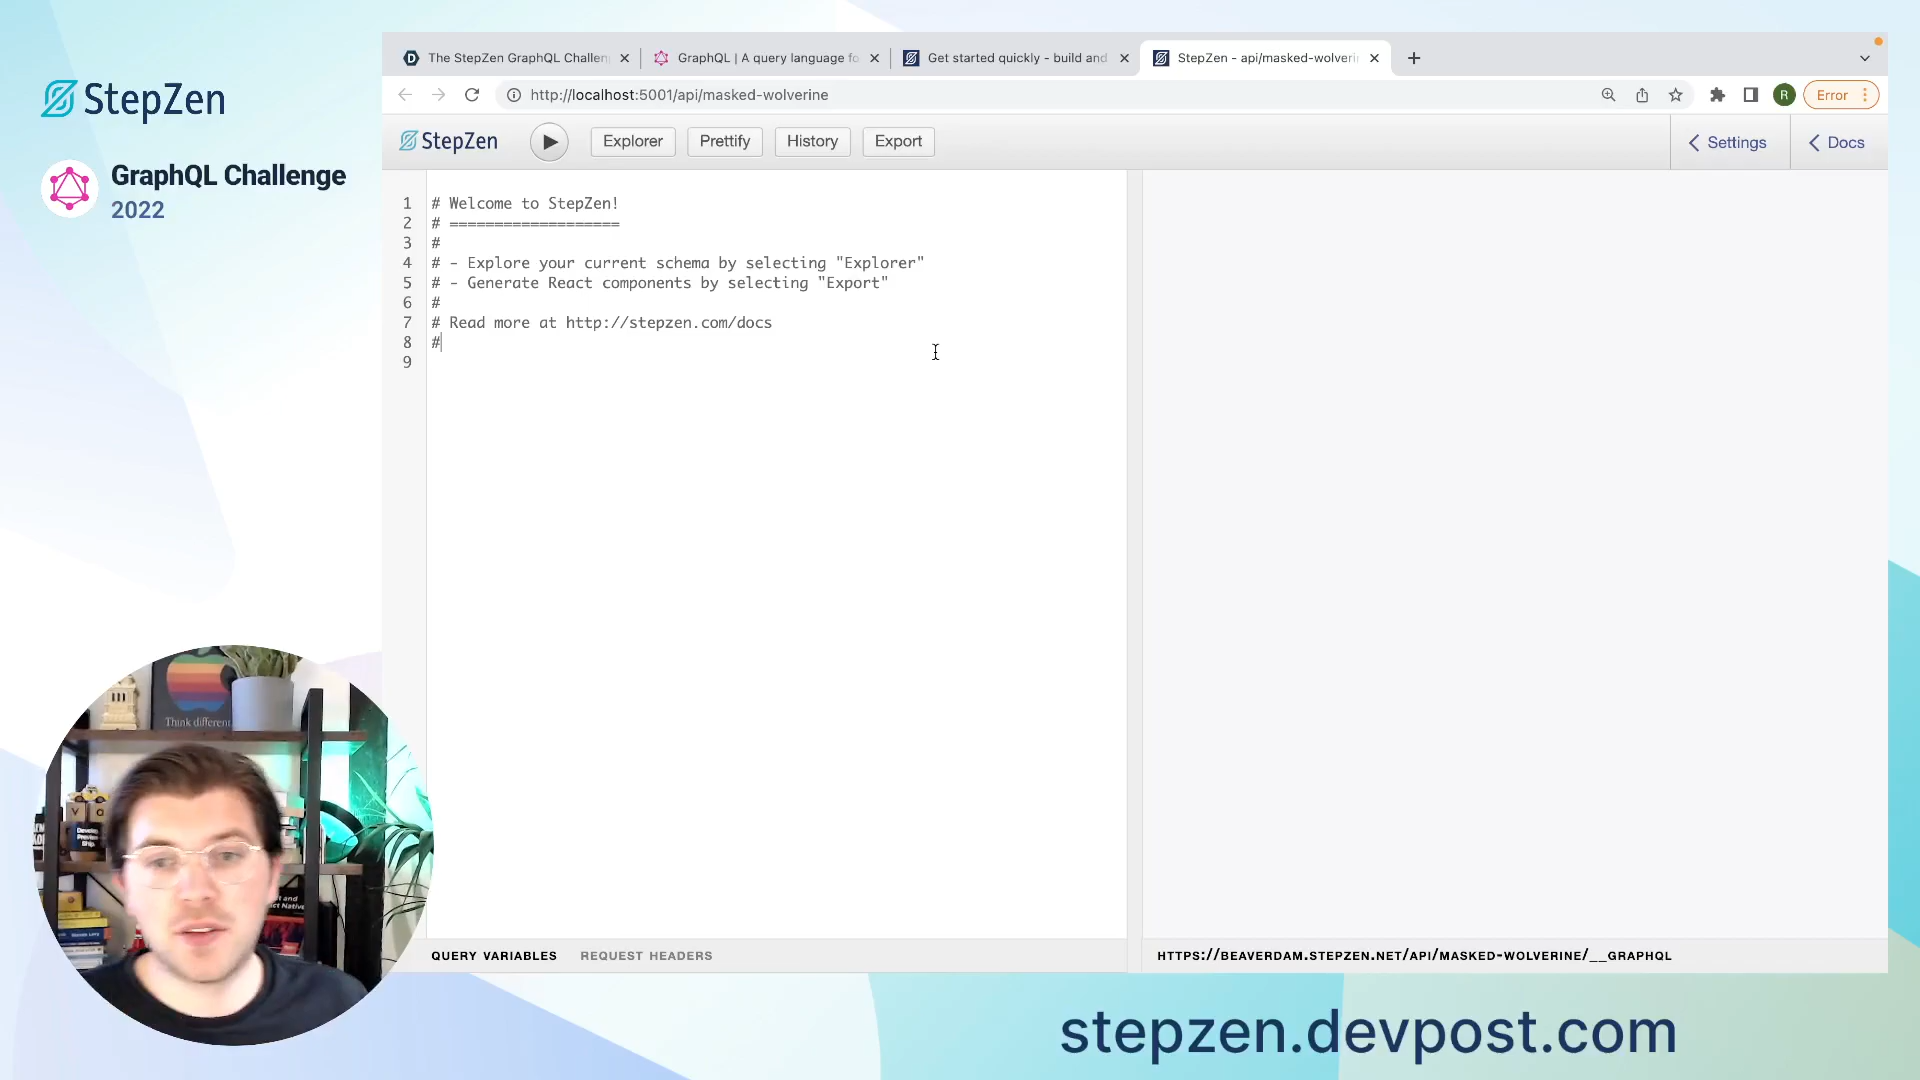 StepZen
GraphQL Challenge
2022
The StepZen GraphQL Challen
GraphQL | A query language fo
Get started quickly - build and
StepZen - api/masked-wolverin
http://localhost:5001/api/masked-wolverine
R
Error
StepZen
Explorer
Prettify
History
Export
Settings
Docs
1 # Welcome to StepZen!
2 # ===================
3 #
4 # - Explore your current schema by selecting "Explorer"
5 # - Generate React components by selecting "Export"
6 #
7 # Read more at http://stepzen.com/docs
8 #
9
QUERY VARIABLES
REQUEST HEADERS
HTTPS://BEAVERDAM.STEPZEN.NET/API/MASKED-WOLVERINE/__GRAPHQL
Think different.
stepzen.devpost.com